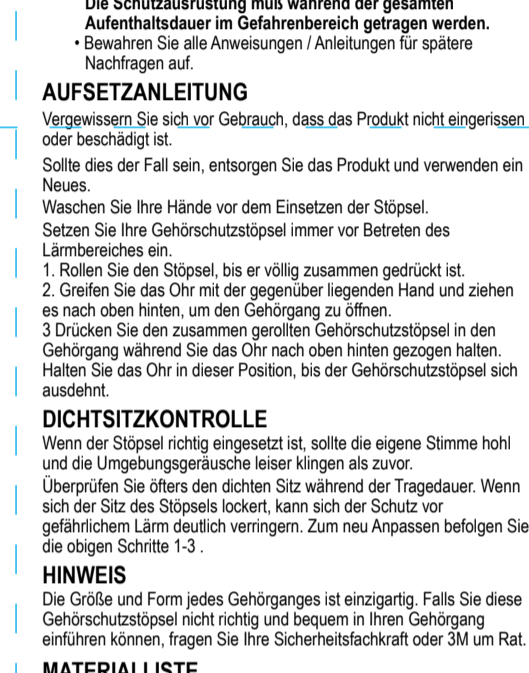 Die Schutzausrüstung muß während der gesamten
Aufenthaltsdauer im Gefahrenbereich getragen werden.
• Bewahren Sie alle Anweisungen / Anleitungen für spätere
Nachfragen auf.
AUFSETZANLEITUNG
Vergewissern Sie sich vor Gebrauch, dass das Produkt nicht eingerissen
oder beschädigt ist.
Sollte dies der Fall sein, entsorgen Sie das Produkt und verwenden ein
Neues.
Waschen Sie Ihre Hände vor dem Einsetzen der Stöpsel.
Setzen Sie Ihre Gehörschutzstöpsel immer vor Betreten des
Lärmbereiches ein.
1. Rollen Sie den Stöpsel, bis er völlig zusammen gedrückt ist.
2. Greifen Sie das Ohr mit der gegenüber liegenden Hand und ziehen
es nach oben hinten, um den Gehörgang zu öffnen.
3 Drücken Sie den zusammen gerollten Gehörschutzstöpsel in den
Gehörgang während Sie das Ohr nach oben hinten gezogen halten.
Halten Sie das Ohr in dieser Position, bis der Gehörschutzstöpsel sich
ausdehnt.
DICHTSITZKONTROLLE
Wenn der Stöpsel richtig eingesetzt ist, sollte die eigene Stimme hohl
und die Umgebungsgeräusche leiser klingen als zuvor.
Überprüfen Sie öfters den dichten Sitz während der Tragedauer. Wenn
sich der Sitz des Stöpsels lockert, kann sich der Schutz vor
gefährlichem Lärm deutlich verringern. Zum neu Anpassen befolgen Sie
die obigen Schritte 1-3 .
HINWEIS
Die Größe und Form jedes Gehörganges ist einzigartig. Falls Sie diese
Gehörschutzstöpsel nicht richtig und bequem in Ihren Gehörgang
einführen können, fragen Sie Ihre Sicherheitsfachkraft oder 3M um Rat.
MATERIALLISTE